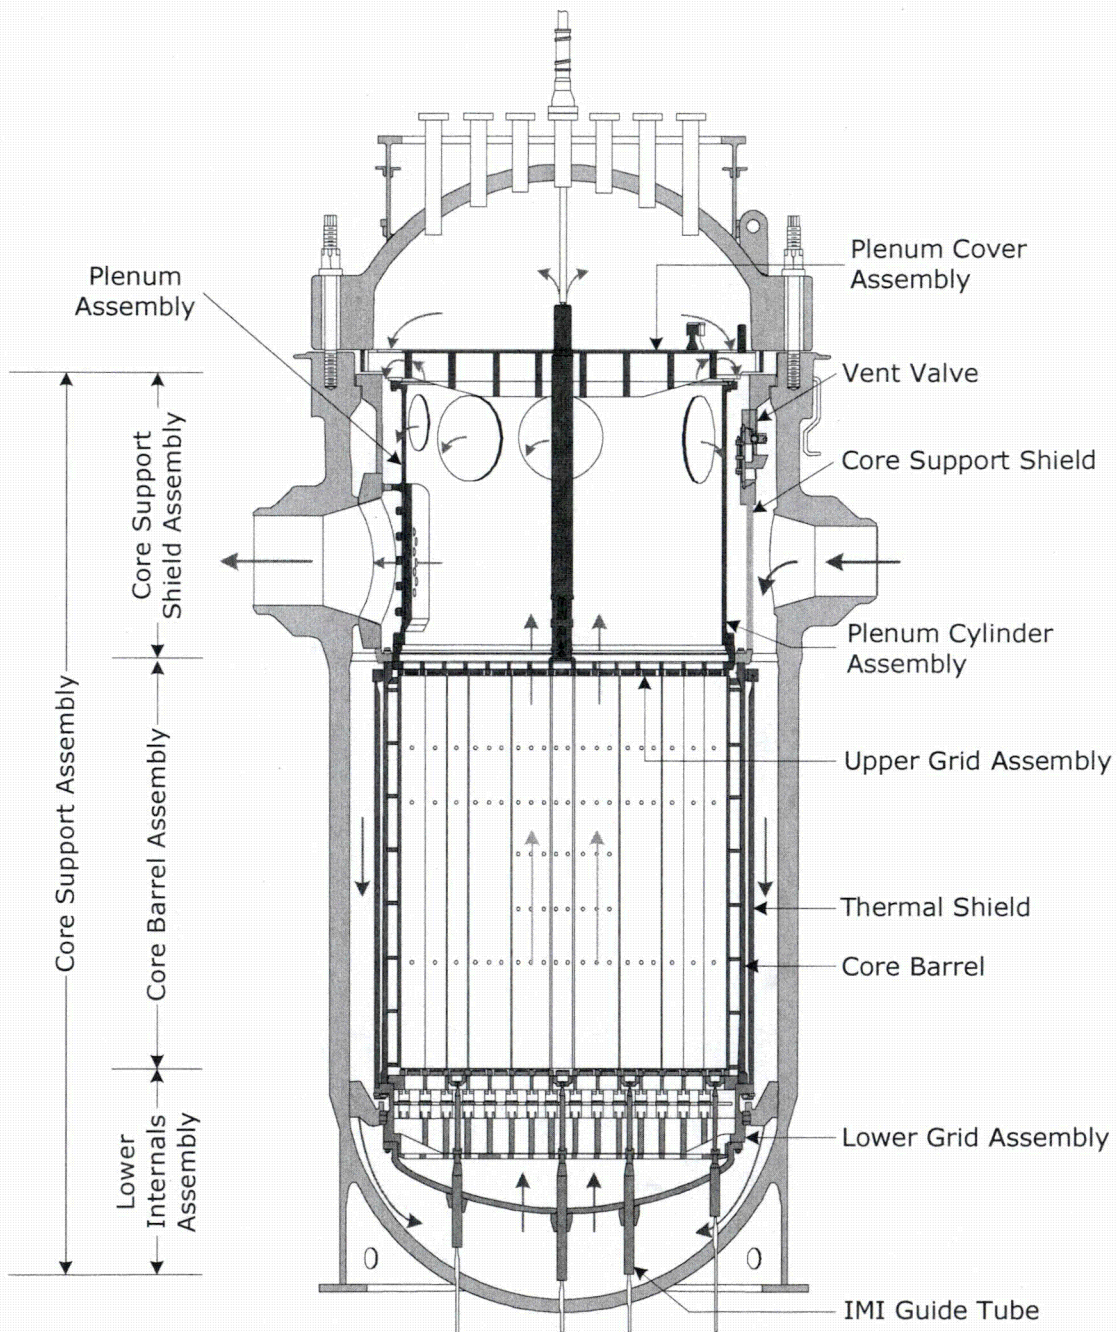 Plenum
Assembly
Plenum Cover
Assembly
Vent Valve
Core Support Shield
Core Support
Shield Assembly
Plenum Cylinder
Assembly
Upper Grid Assembly
Core Support Assembly
Core Barrel Assembly
Thermal Shield
Core Barrel
Lower
Internals
Assembly
Lower Grid Assembly
IMI Guide Tube